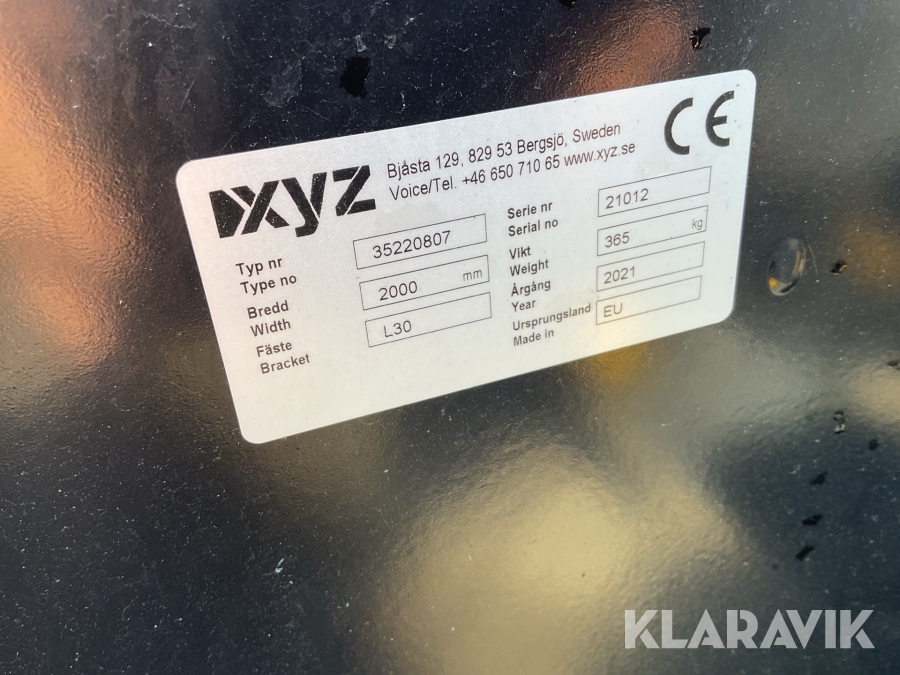 xyz
Bjåsta 129, 829 53 Bergsjö, Sweden
Voice/Tel. +46 650 710 65 www.xyz.se
CE
Typ nr
Type no
35220807
Bredd
Width
2000 mm
Fäste
Bracket
L30
Serie nr
Serial no
21012
Vikt
Weight
365 kg
Årgång
Year
2021
Ursprungsland
Made in
EU
KLARAVIK